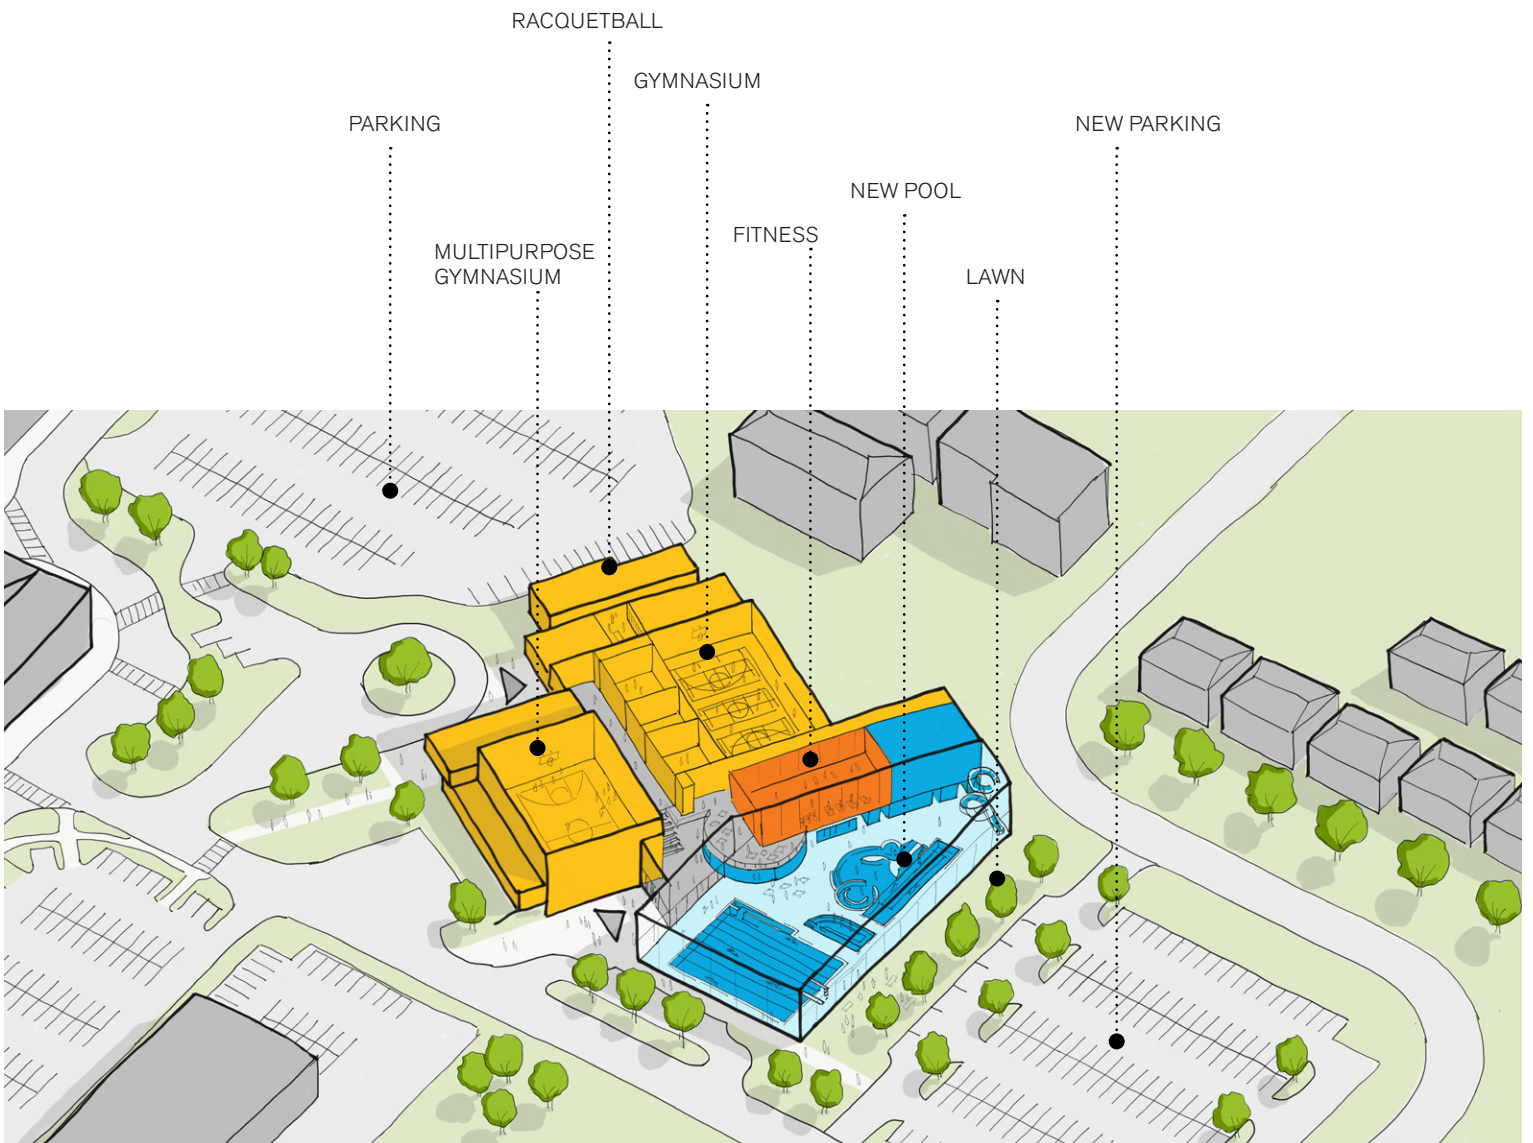 RACQUETBALL
GYMNASIUM
PARKING
NEW PARKING
NEW POOL
FITNESS
MULTIPURPOSE
GYMNASIUM
LAWN